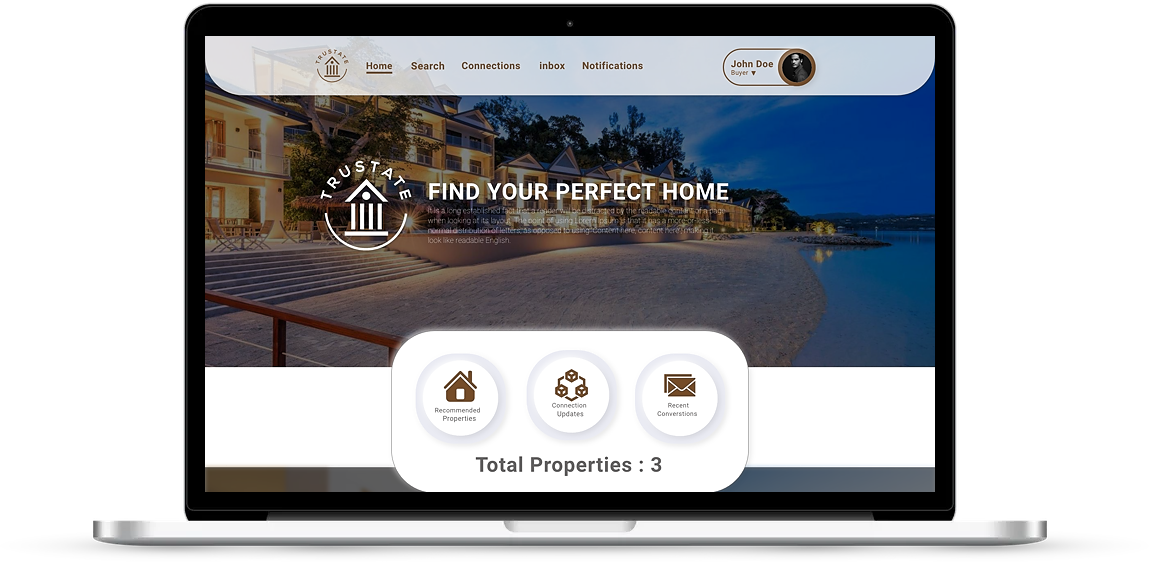 TRUSTATE
Home
Search
Connections
inbox
Notifications
John Doe
Buyer ▼
TRUSTATE
FIND YOUR PERFECT HOME
It is a long established fact that a reader will be distracted by the readable content of a page
when looking at its layout. The point of using Lorem Ipsum is that it has a more-or-less
normal distribution of letters, as opposed to using 'Content here, content here', making it
look like readable English.
Recommended
Properties
Connection
Updates
Recent
Converstions
Total Properties : 3